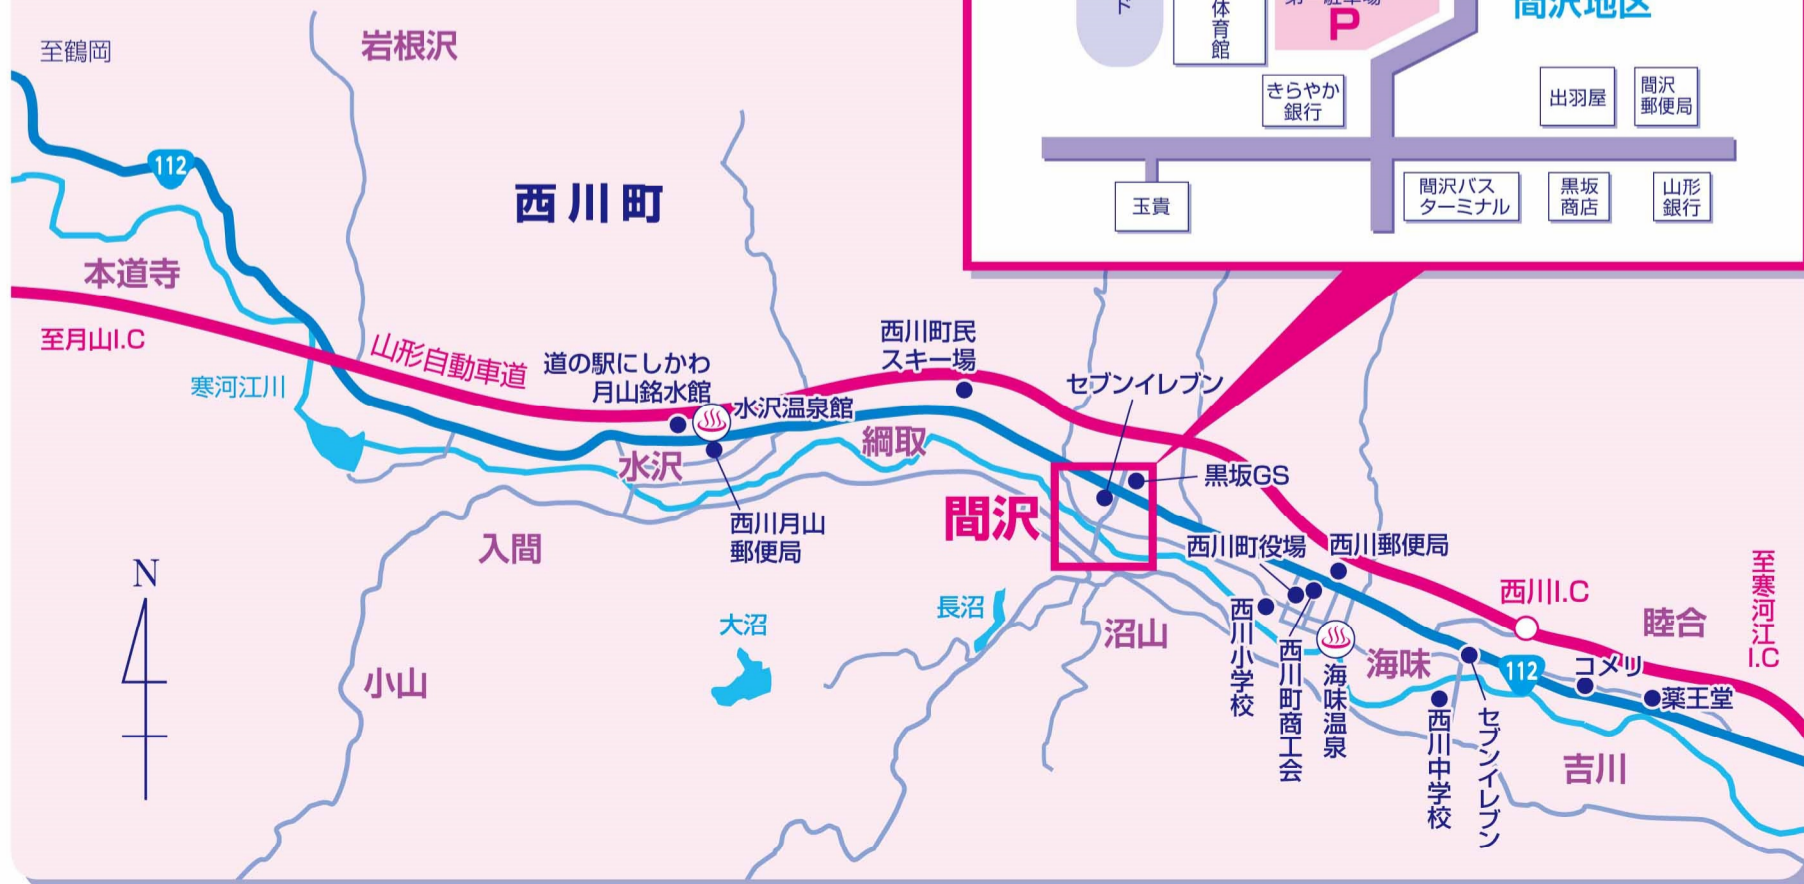 至鶴岡
岩根沢
112
西川町
本道寺
至月山I.C
山形自動車道
寒河江川
道の駅にしかわ
月山銘水館
水沢温泉館
西川町民
スキー場
綱取
水沢
西川月山
郵便局
入間
小山
大沼
長沼
N
間沢
セブンイレブン
黒坂GS
沼山
西川町役場
西川郵便局
西川小学校
西川町商工会
海味温泉
海味
西川中学校
セブンイレブン
112
西川I.C
コメリ
薬王堂
睦合
吉川
至寒河江I.C
間沢地区
ド
体育館
駐車場
P
きらやか
銀行
出羽屋
間沢
郵便局
玉貴
間沢バス
ターミナル
黒坂
商店
山形
銀行